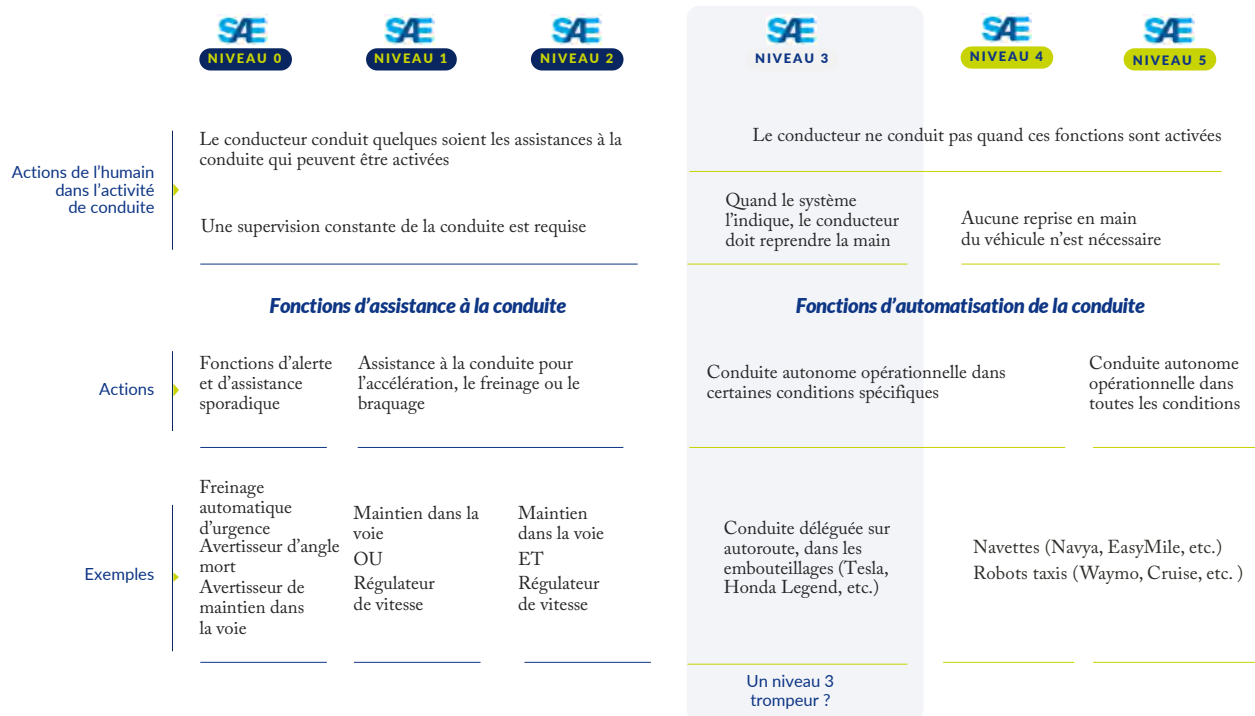 SAE SAE SAE SAE SAE SAE
NIVEAU 0 NIVEAU 1 NIVEAU 2 NIVEAU 3 NIVEAU 4 NIVEAU 5
Actions de l’humain
dans l’activité
de conduite
Le conducteur conduit quelques soient les assistances à la
conduite qui peuvent être activées
Une supervision constante de la conduite est requise
Le conducteur ne conduit pas quand ces fonctions sont activées
Quand le système
l’indique, le conducteur
doit reprendre la main
Aucune reprise en main
du véhicule n’est nécessaire
Fonctions d’assistance à la conduite
Fonctions d’automatisation de la conduite
Actions
Fonctions d’alerte
et d’assistance
sporadique
Assistance à la conduite pour
l’accélération, le freinage ou le
braquage
Conduite autonome opérationnelle dans
certaines conditions spécifiques
Conduite autonome
opérationnelle dans
toutes les conditions
Exemples
Freinage
automatique
d’urgence
Avertisseur d’angle
mort
Avertisseur de
maintien dans
la voie
Maintien dans la
voie
OU
Régulateur
de vitesse
Maintien
dans la voie
ET
Régulateur
de vitesse
Conduite déléguée sur
autoroute, dans les
embouteillages (Tesla,
Honda Legend, etc.)
Navettes (Navya, EasyMile, etc.)
Robots taxis (Waymo, Cruise, etc. )
Un niveau 3
trompeur ?